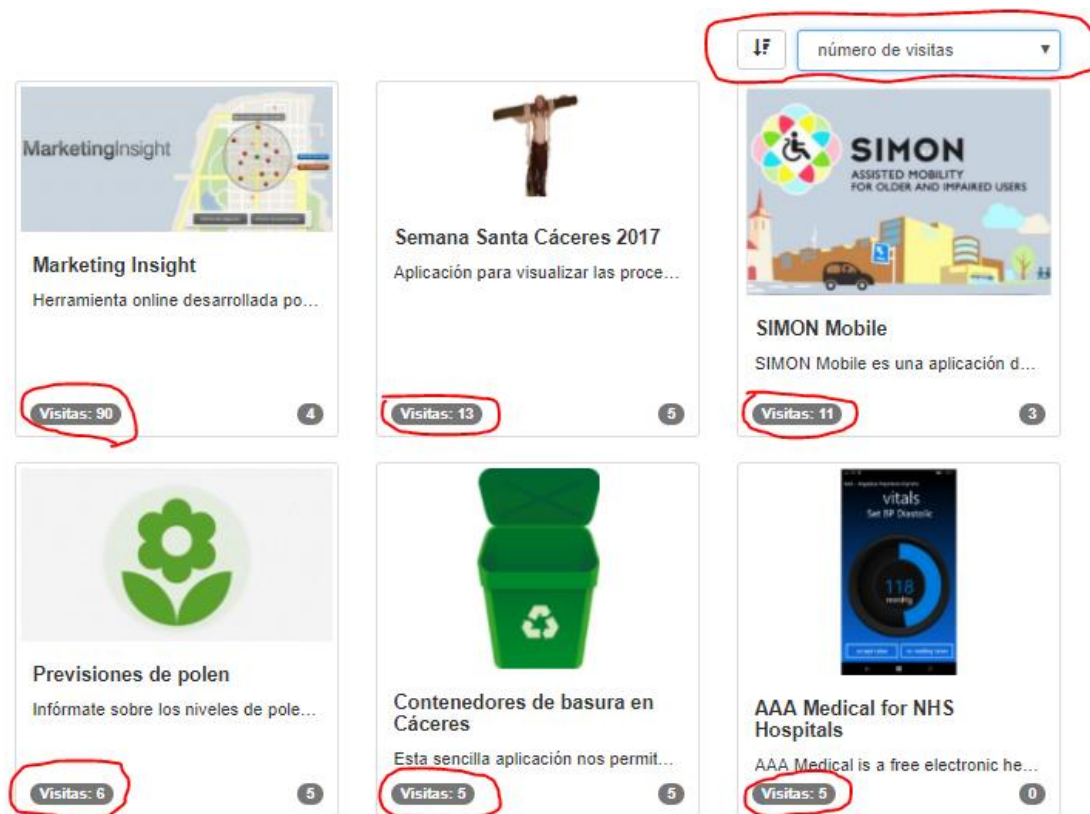 número de visitas
MarketingInsight
Marketing Insight
Herramienta online desarrollada po...
Visitas: 90
4
Semana Santa Cáceres 2017
Aplicación para visualizar las proce...
Visitas: 13
5
SIMON
ASSISTED MOBILITY
FOR OLDER AND IMPAIRED USERS
SIMON Mobile
SIMON Mobile es una aplicación d...
Visitas: 11
3
Previsiones de polen
Infórmate sobre los niveles de pole...
Visitas: 6
5
Contenedores de basura en
Cáceres
Esta sencilla aplicación nos permit...
Visitas: 5
5
vitals
Set BP Diastolic
118
mmHg
AAA Medical for NHS
Hospitals
AAA Medical is a free electronic he...
Visitas: 5
0